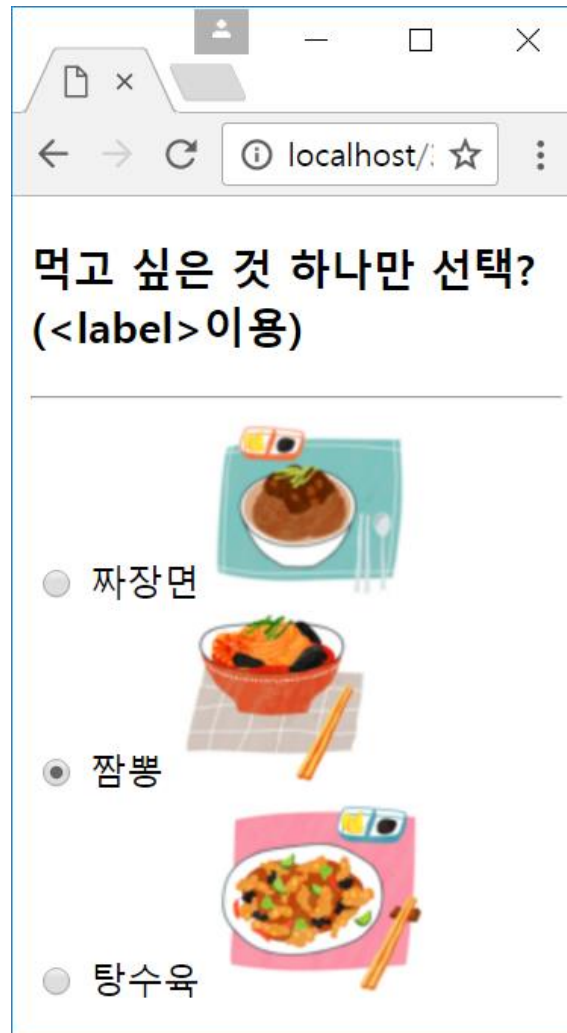 localhost/
먹고 싶은 것 하나만 선택?
(<label>이용)
짜장면
짬뽕
탕수육